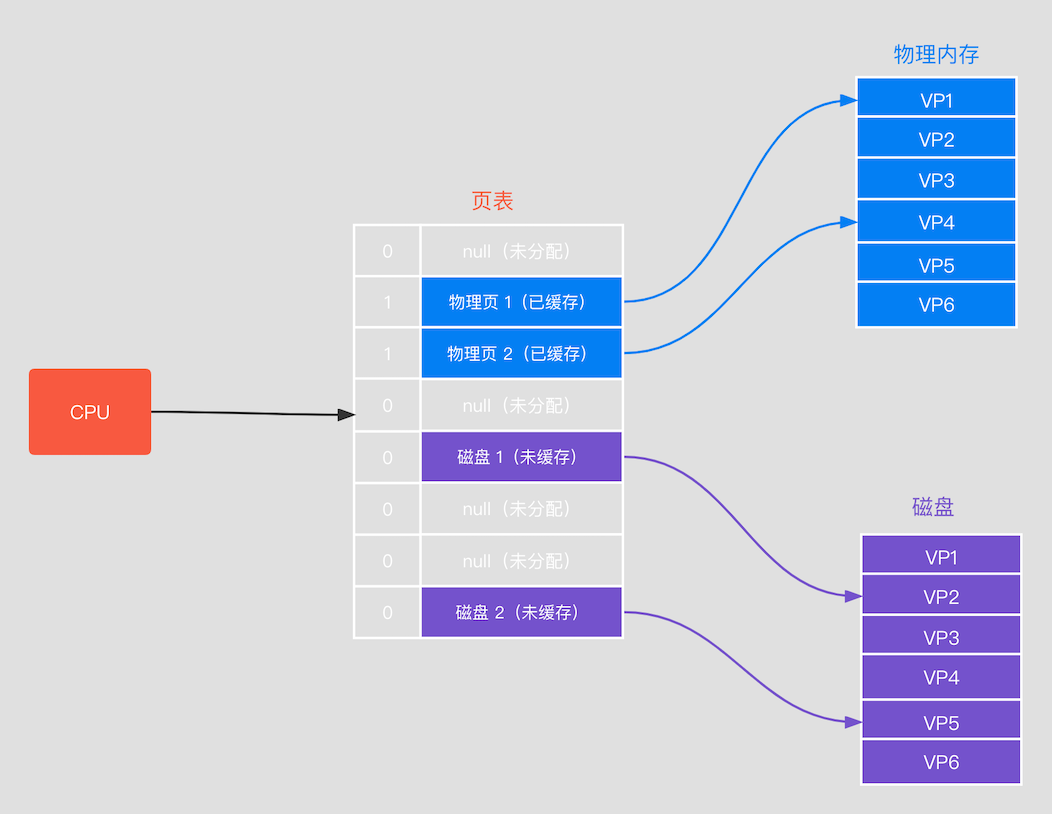 物理内存
VP1
VP2
VP3
VP4
VP5
VP6
页表
0 null（未分配）
1 物理页 1（已缓存）
1 物理页 2（已缓存）
0 null（未分配）
0 磁盘 1（未缓存）
0 null（未分配）
0 null（未分配）
0 磁盘 2（未缓存）
CPU
磁盘
VP1
VP2
VP3
VP4
VP5
VP6